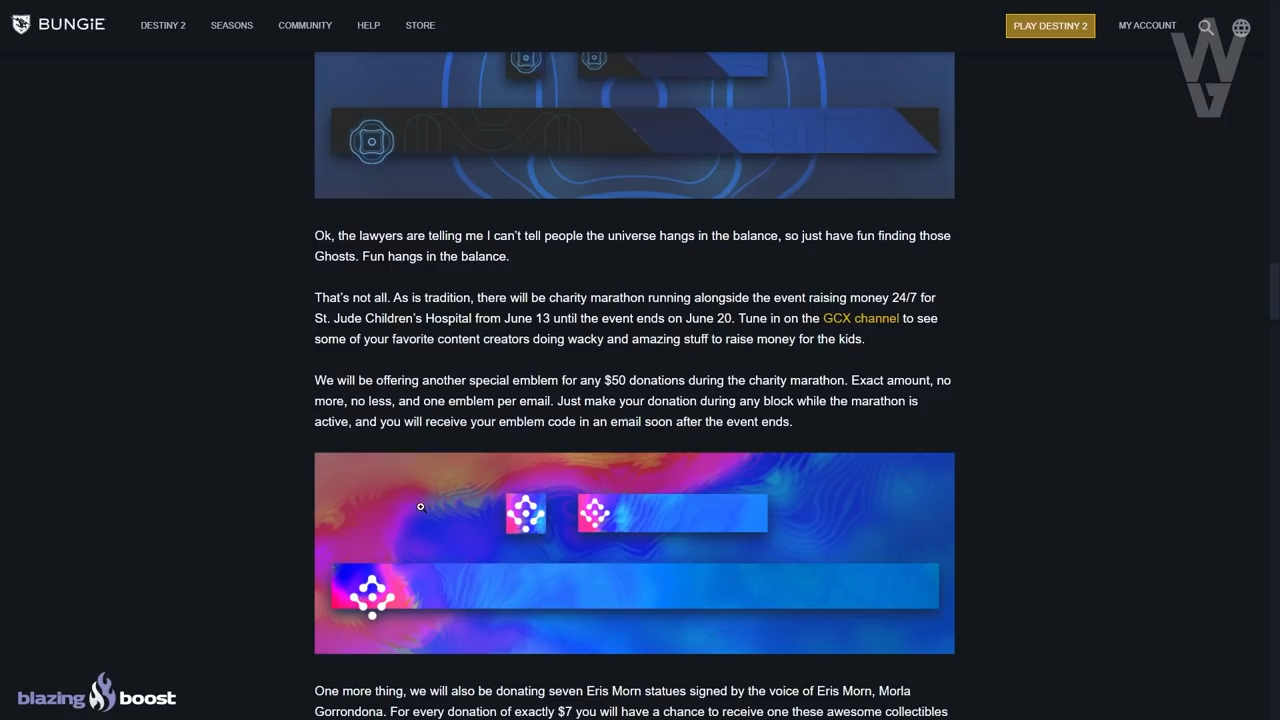 BUNGiE
DESTINY 2
SEASONS
COMMUNITY
HELP
STORE
PLAY DESTINY 2
MY ACCOUNT
Ok, the lawyers are telling me I can't tell people the universe hangs in the balance, so just have fun finding those
Ghosts. Fun hangs in the balance.
That's not all. As is tradition, there will be charity marathon running alongside the event raising money 24/7 for
St. Jude Children's Hospital from June 13 until the event ends on June 20. Tune in on the GCX channel to see
some of your favorite content creators doing wacky and amazing stuff to raise money for the kids.
We will be offering another special emblem for any $50 donations during the charity marathon. Exact amount, no
more, no less, and one emblem per email. Just make your donation during any block while the marathon is
active, and you will receive your emblem code in an email soon after the event ends.
One more thing, we will also be donating seven Eris Morn statues signed by the voice of Eris Morn, Morla
Gorrondona. For every donation of exactly $7 you will have a chance to receive one these awesome collectibles
blazing boost